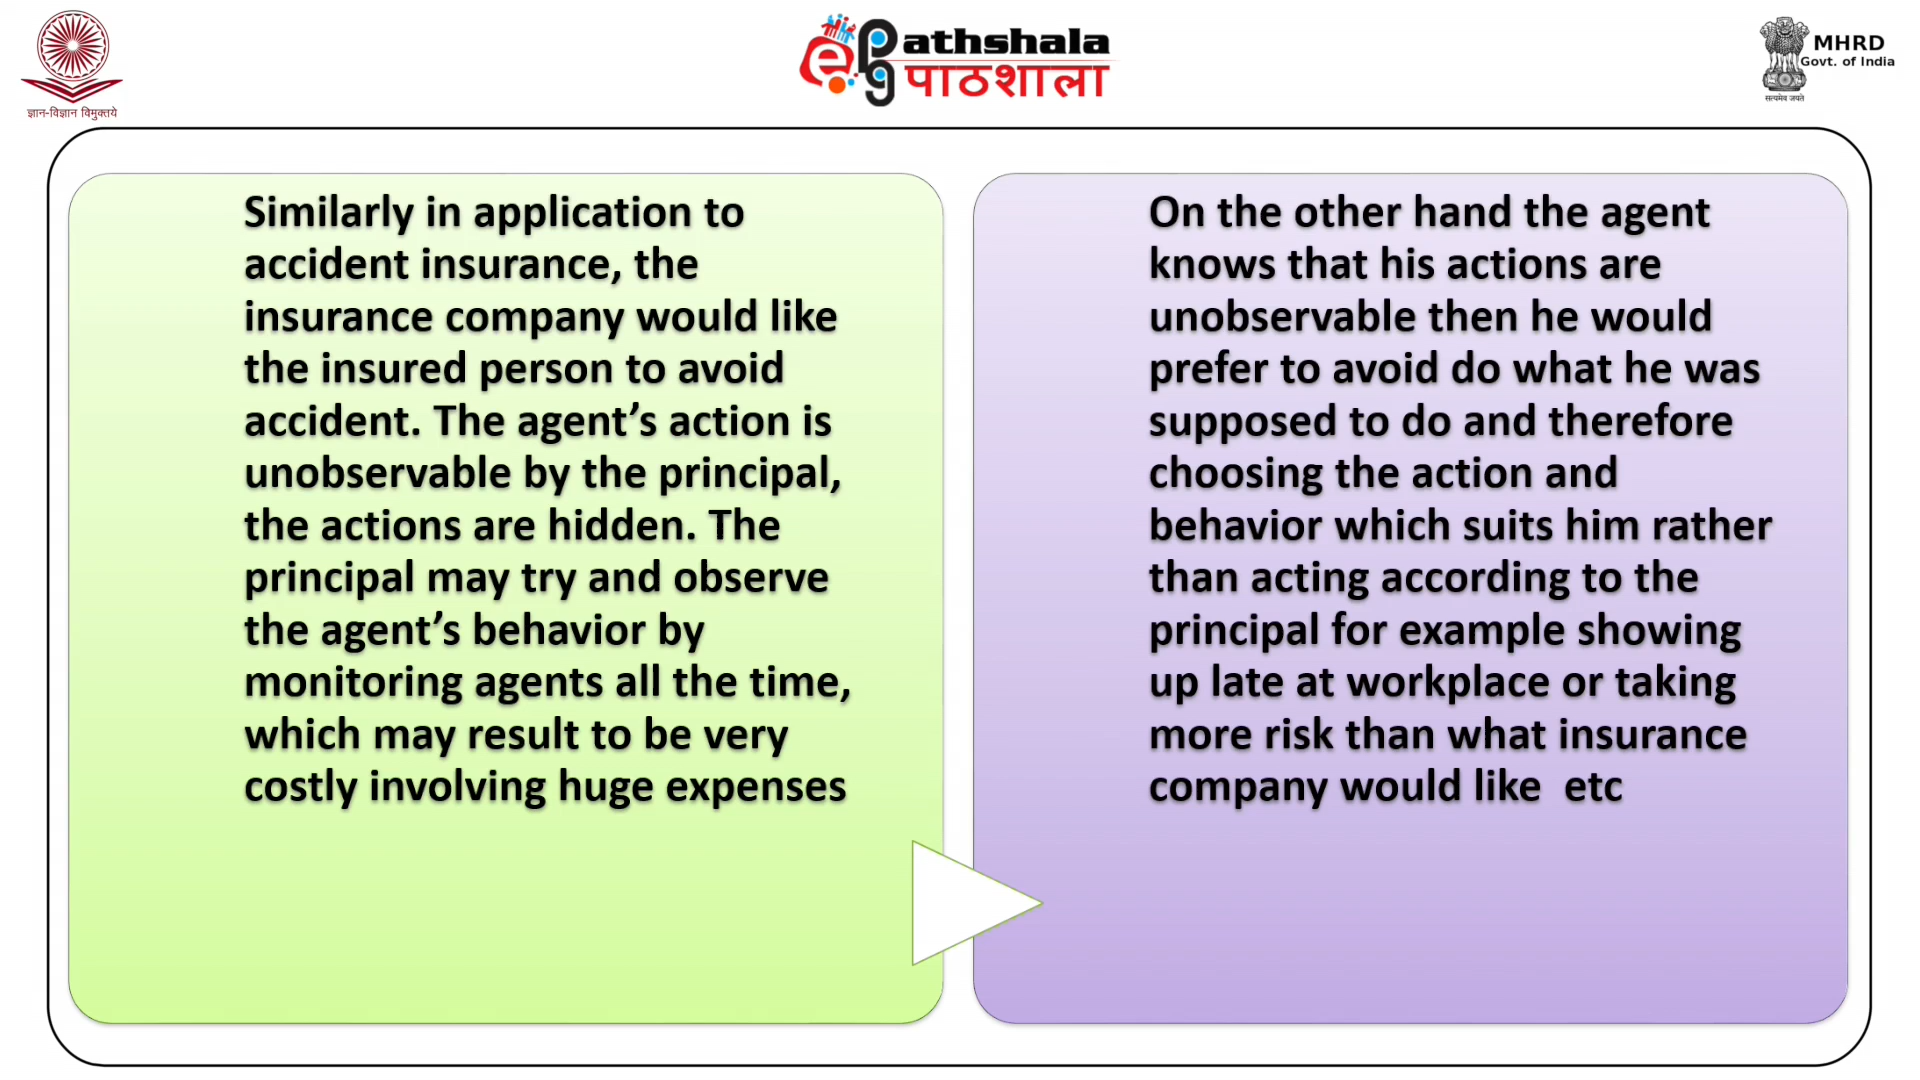 ज्ञान-विज्ञान विमुक्तये
e pg athshala
पाठशाला
MHRD
Govt. of India
सत्यमेव जयते
Similarly in application to
accident insurance, the
insurance company would like
the insured person to avoid
accident. The agent’s action is
unobservable by the principal,
the actions are hidden. The
principal may try and observe
the agent’s behavior by
monitoring agents all the time,
which may result to be very
costly involving huge expenses
On the other hand the agent
knows that his actions are
unobservable then he would
prefer to avoid do what he was
supposed to do and therefore
choosing the action and
behavior which suits him rather
than acting according to the
principal for example showing
up late at workplace or taking
more risk than what insurance
company would like  etc